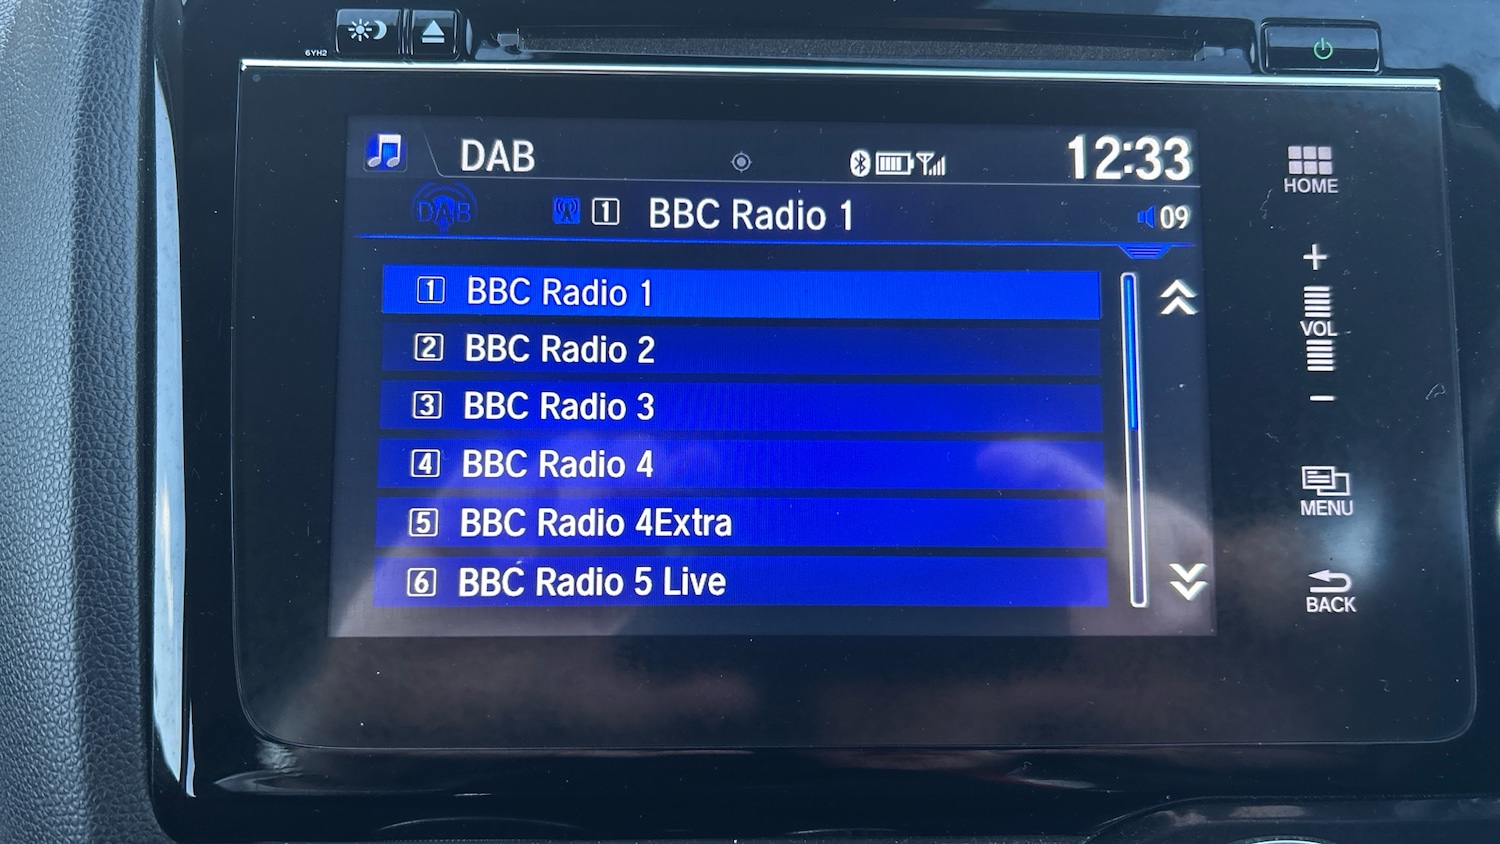 6YH2
DAB
12:33
HOME
DAB
1 BBC Radio 1
09
1 BBC Radio 1
2 BBC Radio 2
3 BBC Radio 3
4 BBC Radio 4
5 BBC Radio 4Extra
6 BBC Radio 5 Live
+
VOL
−
MENU
BACK